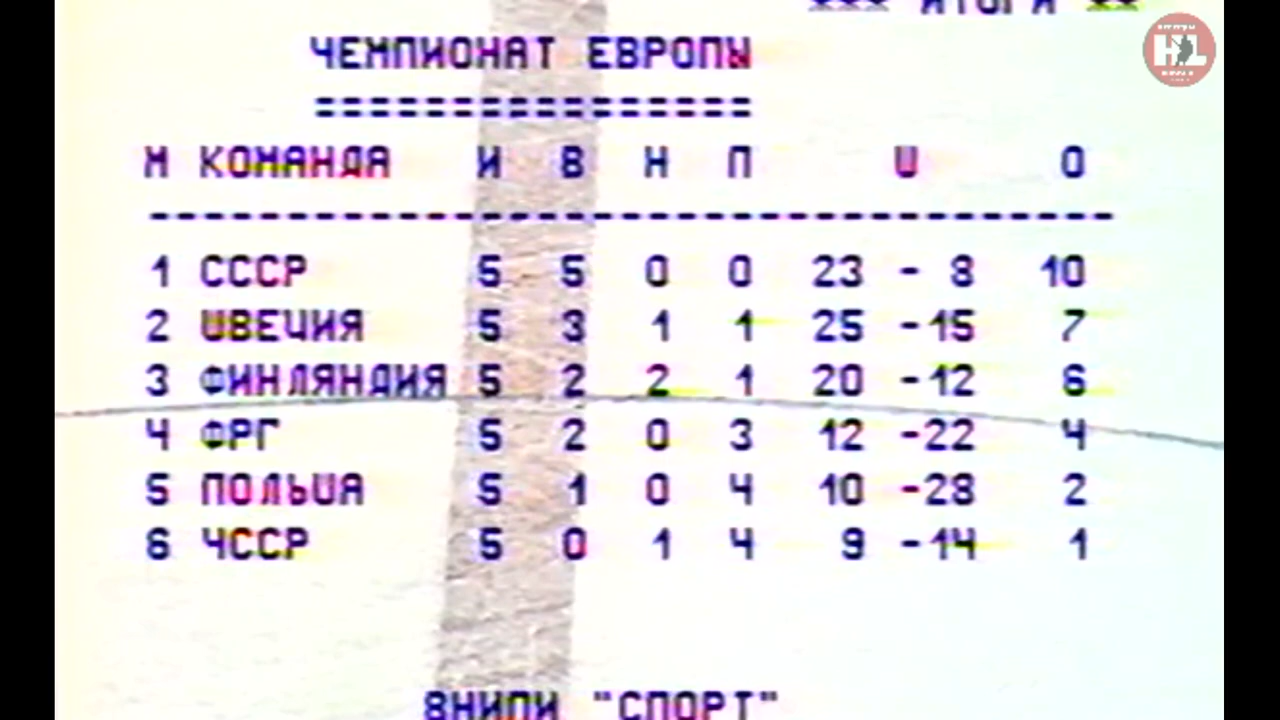 *** ИТОГИ **
ЧЕМПИОНАТ ЕВРОПЫ
================
М КОМАНДА И В Н П Ш О
1 СССР 5 5 0 0 23 - 8 10
2 ШВЕЦИЯ 5 3 1 1 25 -15 7
3 ФИНЛЯНДИЯ 5 2 2 1 20 -12 6
4 ФРГ 5 2 0 3 12 -22 4
5 ПОЛЬША 5 1 0 4 10 -28 2
6 ЧССР 5 0 1 4 9 -14 1
ВНИПИ "СПОРТ"